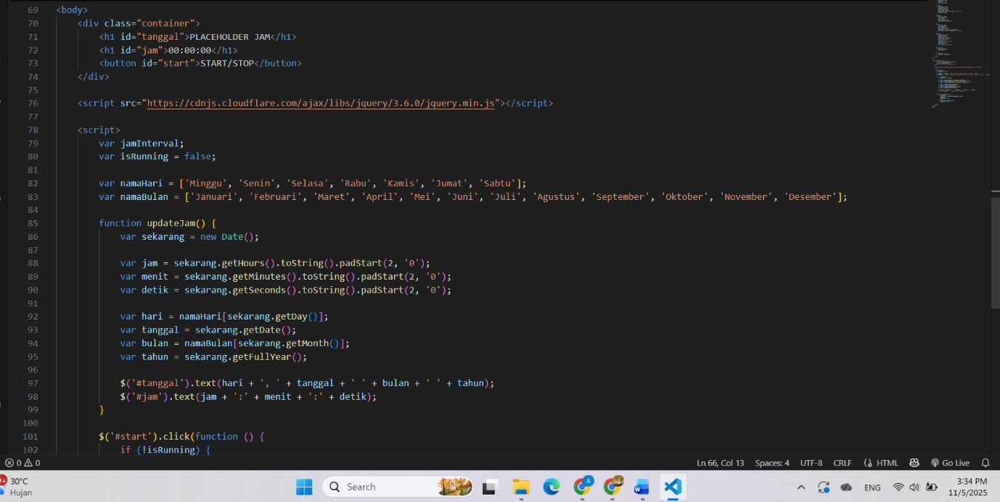 69 <body>
70 <div class="container">
71 <h1 id="tanggal">PLACEHOLDER JAM</h1>
72 <h1 id="jam">00:00:00</h1>
73 <button id="start">START/STOP</button>
74 </div>
75
76 <script src="https://cdnjs.cloudflare.com/ajax/libs/jquery/3.6.0/jquery.min.js"></script>
77
78 <script>
79 var jamInterval;
80 var isRunning = false;
81
82 var namaHari = ['Minggu', 'Senin', 'Selasa', 'Rabu', 'Kamis', 'Jumat', 'Sabtu'];
83 var namaBulan = ['Januari', 'Februari', 'Maret', 'April', 'Mei', 'Juni', 'Juli', 'Agustus', 'September', 'Oktober', 'November', 'Desember'];
84
85 function updateJam() {
86 var sekarang = new Date();
87
88 var jam = sekarang.getHours().toString().padStart(2, '0');
89 var menit = sekarang.getMinutes().toString().padStart(2, '0');
90 var detik = sekarang.getSeconds().toString().padStart(2, '0');
91
92 var hari = namaHari[sekarang.getDay()];
93 var tanggal = sekarang.getDate();
94 var bulan = namaBulan[sekarang.getMonth()];
95 var tahun = sekarang.getFullYear();
96
97 $('#tanggal').text(hari + ', ' + tanggal + ' ' + bulan + ' ' + tahun);
98 $('#jam').text(jam + ':' + menit + ':' + detik);
99 }
100
101 $('#start').click(function () {
102 if (!isRunning) {
0 0 Ln 66, Col 13 Spaces: 4 UTF-8 CRLF HTML Go Live
30°C
Hujan
Search
ENG
3:34 PM
11/5/2025